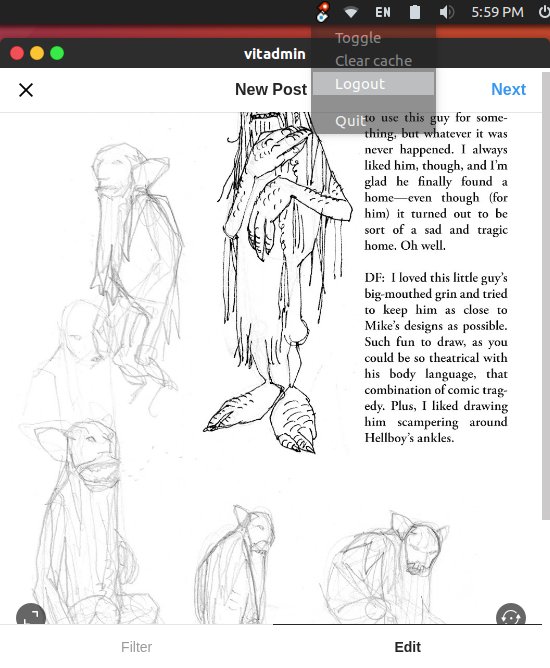 EN
5:59 PM
Toggle
Clear cache
Logout
Quit
vitadmin
New Post
Next
to use this guy for some-
thing, but whatever it was
never happened. I always
liked him, though, and I'm
glad he finally found a
home—even though (for
him) it turned out to be
sort of a sad and tragic
home. Oh well.
DF: I loved this little guy's
big-mouthed grin and tried
to keep him as close to
Mike's designs as possible.
Such fun to draw, as you
could be so theatrical with
his body language, that
combination of comic trag-
edy. Plus, I liked drawing
him scampering around
Hellboy's ankles.
Filter
Edit